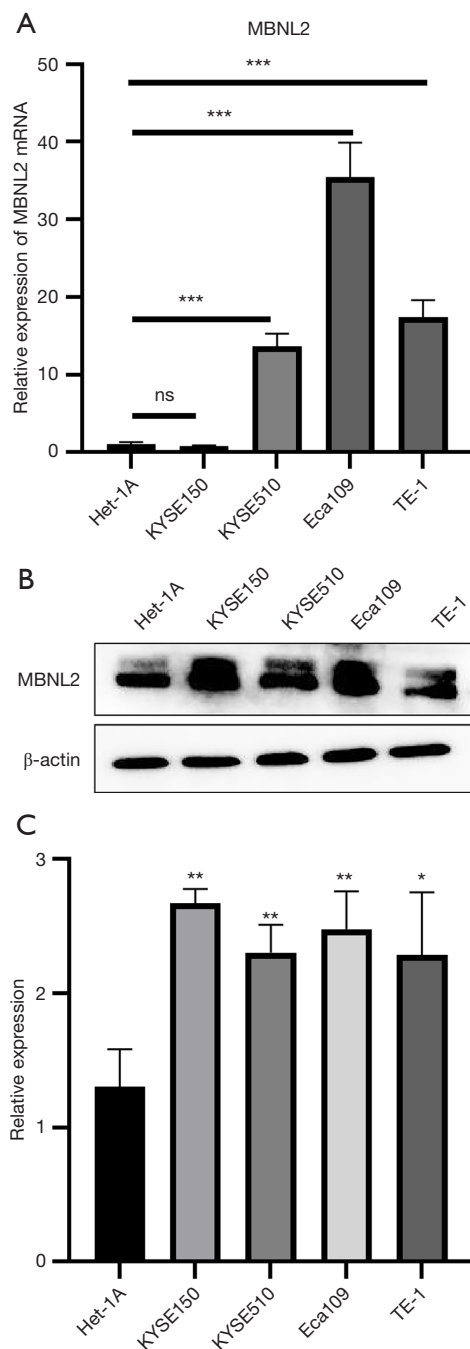 A
MBNL2
Relative expression of MBNL2 mRNA
50
40
30
20
10
0
***
***
***
ns
Het-1A
KYSE150
KYSE510
Eca109
TE-1
B
Het-1A
KYSE150
KYSE510
Eca109
TE-1
MBNL2
β-actin
C
Relative expression
3
2
1
0
**
**
**
*
Het-1A
KYSE150
KYSE510
Eca109
TE-1